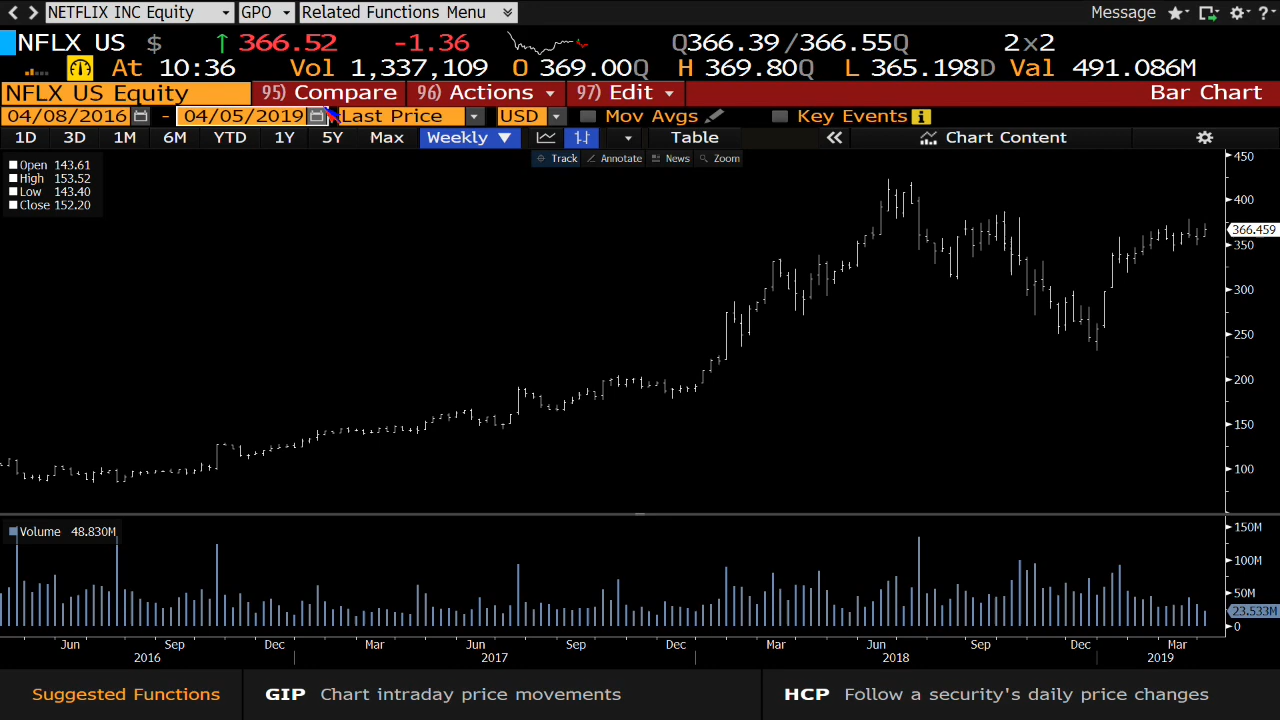 NETFLIX INC Equity GPO Related Functions Menu Message ?
NFLX US $ ↑ 366.52 -1.36 Q366.39/366.55Q 2x2
At 10:36 Vol 1,337,109 O 369.00Q H 369.80Q L 365.198D Val 491.086M
NFLX US Equity 95) Compare 96) Actions 97) Edit Bar Chart
04/08/2016 - 04/05/2019 Last Price USD Mov Avgs Key Events i
1D 3D 1M 6M YTD 1Y 5Y Max Weekly ▼ Table « Chart Content
Track Annotate News Zoom
Open 143.61
High 153.52
Low 143.40
Close 152.20
450
400
366.459
350
300
250
200
150
100
Volume 48.830M
150M
100M
50M
23.533M
0
Jun Sep Dec Mar Jun Sep Dec Mar Jun Sep Dec Mar
2016 2017 2018 2019
Suggested Functions GIP Chart intraday price movements HCP Follow a security's daily price changes